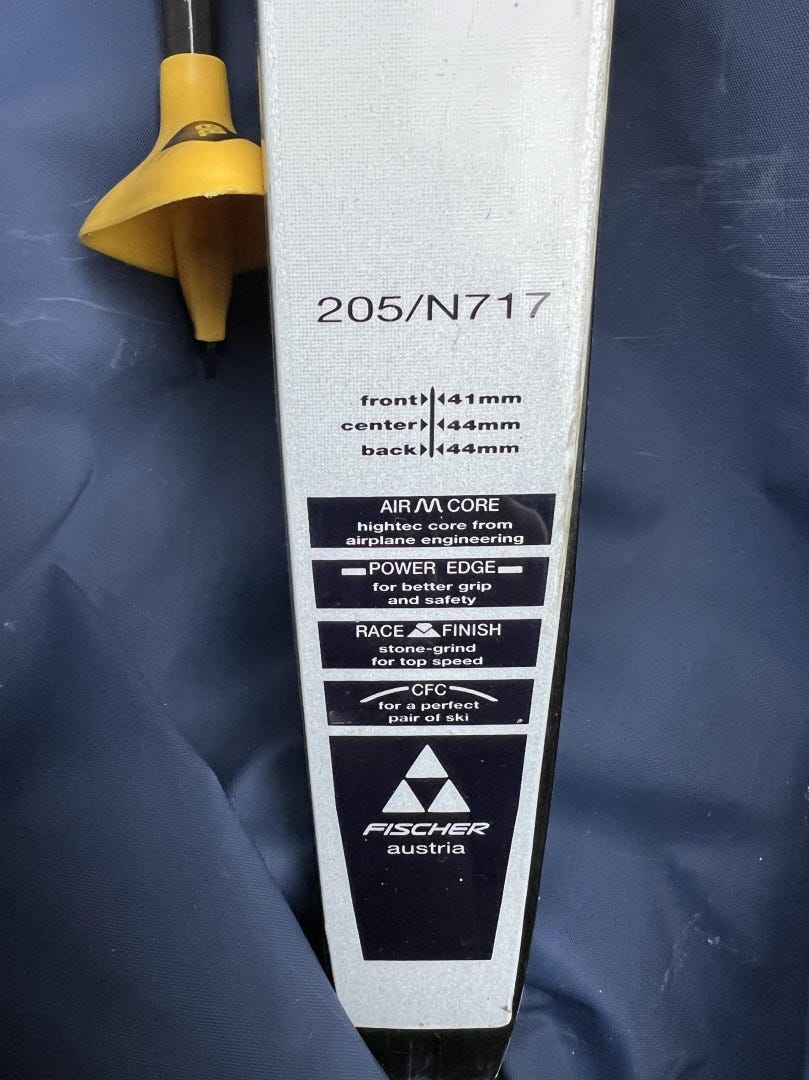 205/N717
front 41mm
center 44mm
back 44mm
AIR CORE
hightec core from
airplane engineering
POWER EDGE
for better grip
and safety
RACE FINISH
stone-grind
for top speed
CFC
for a perfect
pair of ski
FISCHER
austria